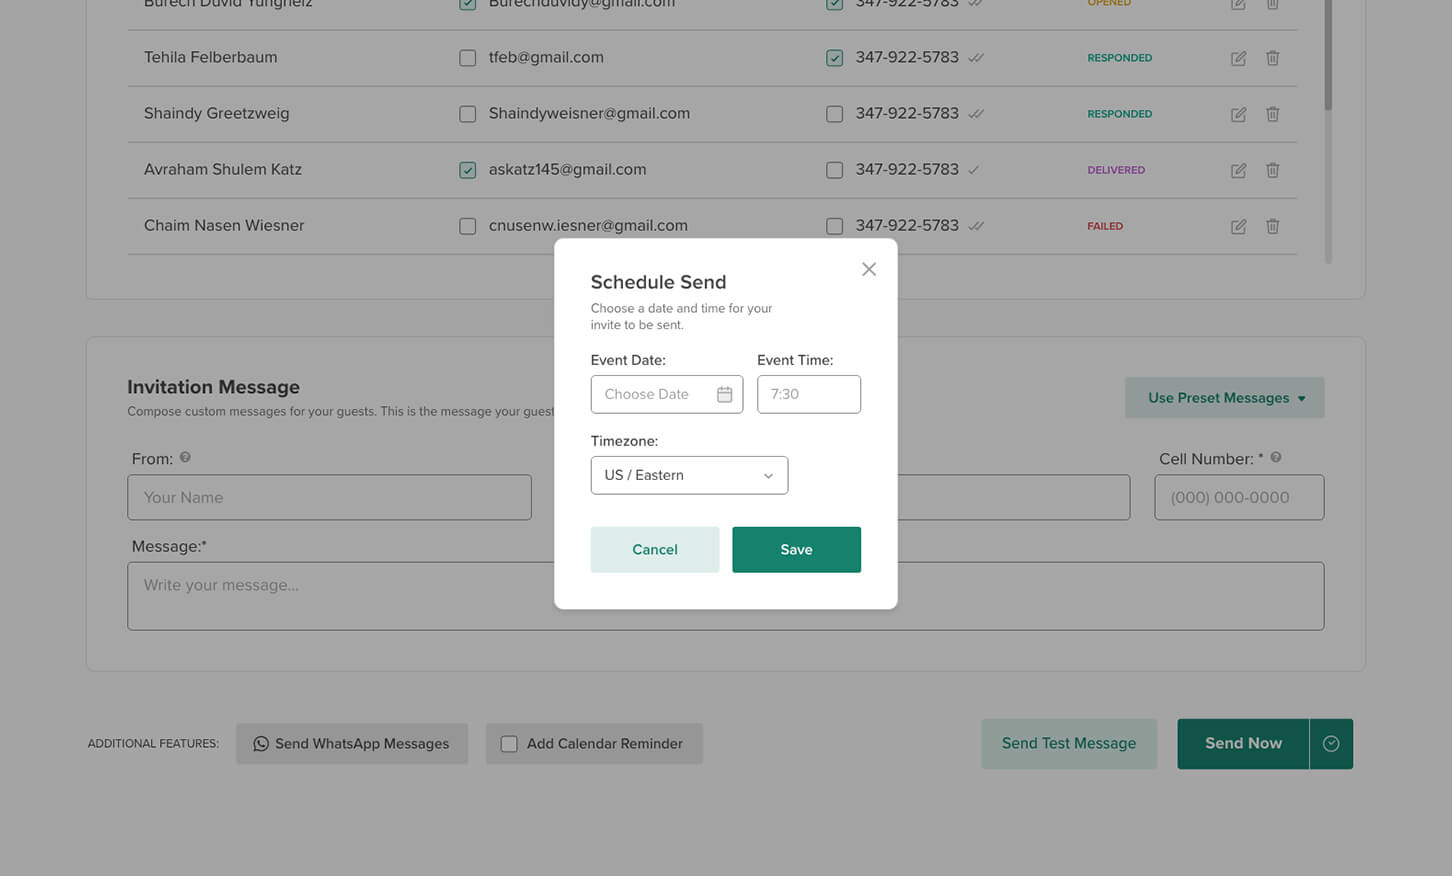 Burech Duvid Yungreiz Burechduvidy@gmail.com 347-922-5783 OPENED
Tehila Felberbaum tfeb@gmail.com 347-922-5783 RESPONDED
Shaindy Greetzweig Shaindyweisner@gmail.com 347-922-5783 RESPONDED
Avraham Shulem Katz askatz145@gmail.com 347-922-5783 DELIVERED
Chaim Nasen Wiesner cnusenw.iesner@gmail.com 347-922-5783 FAILED
Schedule Send
Choose a date and time for your
invite to be sent.
Event Date: Event Time:
Choose Date 7:30
Timezone:
US / Eastern
Cancel Save
Invitation Message
Compose custom messages for your guests. This is the message your guest
Use Preset Messages
From: Cell Number: *
Your Name (000) 000-0000
Message:*
Write your message...
ADDITIONAL FEATURES: Send WhatsApp Messages Add Calendar Reminder Send Test Message Send Now